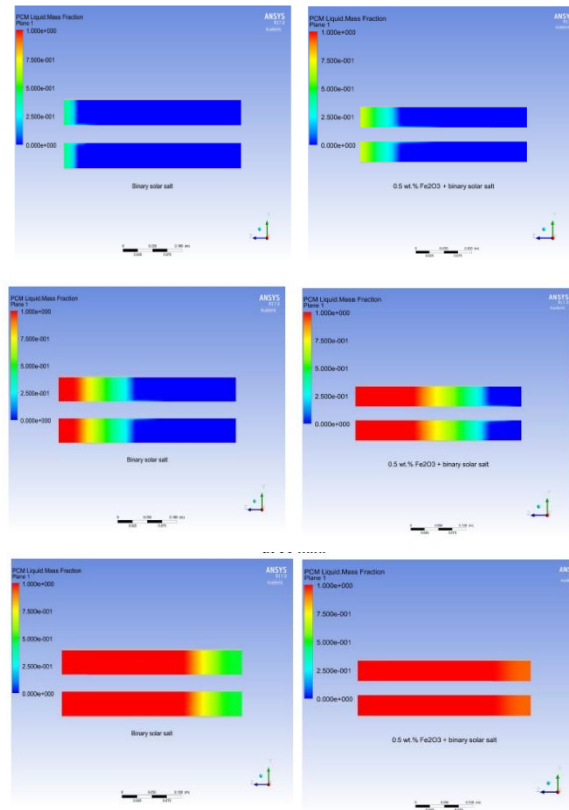 PCM Liquid.Mass Fraction
Plane 1
1.000e+000
7.500e-001
5.000e-001
2.500e-001
0.000e+000
ANSYS
Binary solar salt
PCM Liquid.Mass Fraction
Plane 1
1.000e+000
7.500e-001
5.000e-001
2.500e-001
0.000e+000
ANS
0.5 wt.% Fe2O3 + binary solar salt
PCM Liquid.Mass Fraction
Plane 1
1.000e+000
7.500e-001
5.000e-001
2.500e-001
0.000e+000
ANSYS
Binary solar salt
PCM Liquid.Mass Fraction
Plane 1
1.000e+000
7.500e-001
5.000e-001
2.500e-001
0.000e+000
ANSY
0.5 wt.% Fe2O3 + binary solar salt
PCM Liquid.Mass Fraction
Plane 1
1.000e+000
7.500e-001
5.000e-001
2.500e-001
0.000e+000
ANSYS
Binary solar salt
PCM Liquid.Mass Fraction
Plane 1
1.000e+000
7.500e-001
5.000e-001
2.500e-001
0.000e+000
ANS
0.5 wt.% Fe2O3 + binary solar salt